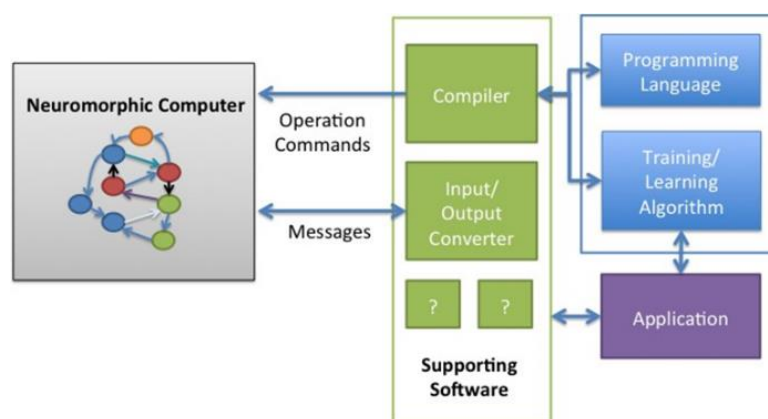 Neuromorphic Computer
Operation
Commands
Messages
Compiler
Input/
Output
Converter
?
?
Supporting
Software
Programming
Language
Training/
Learning
Algorithm
Application